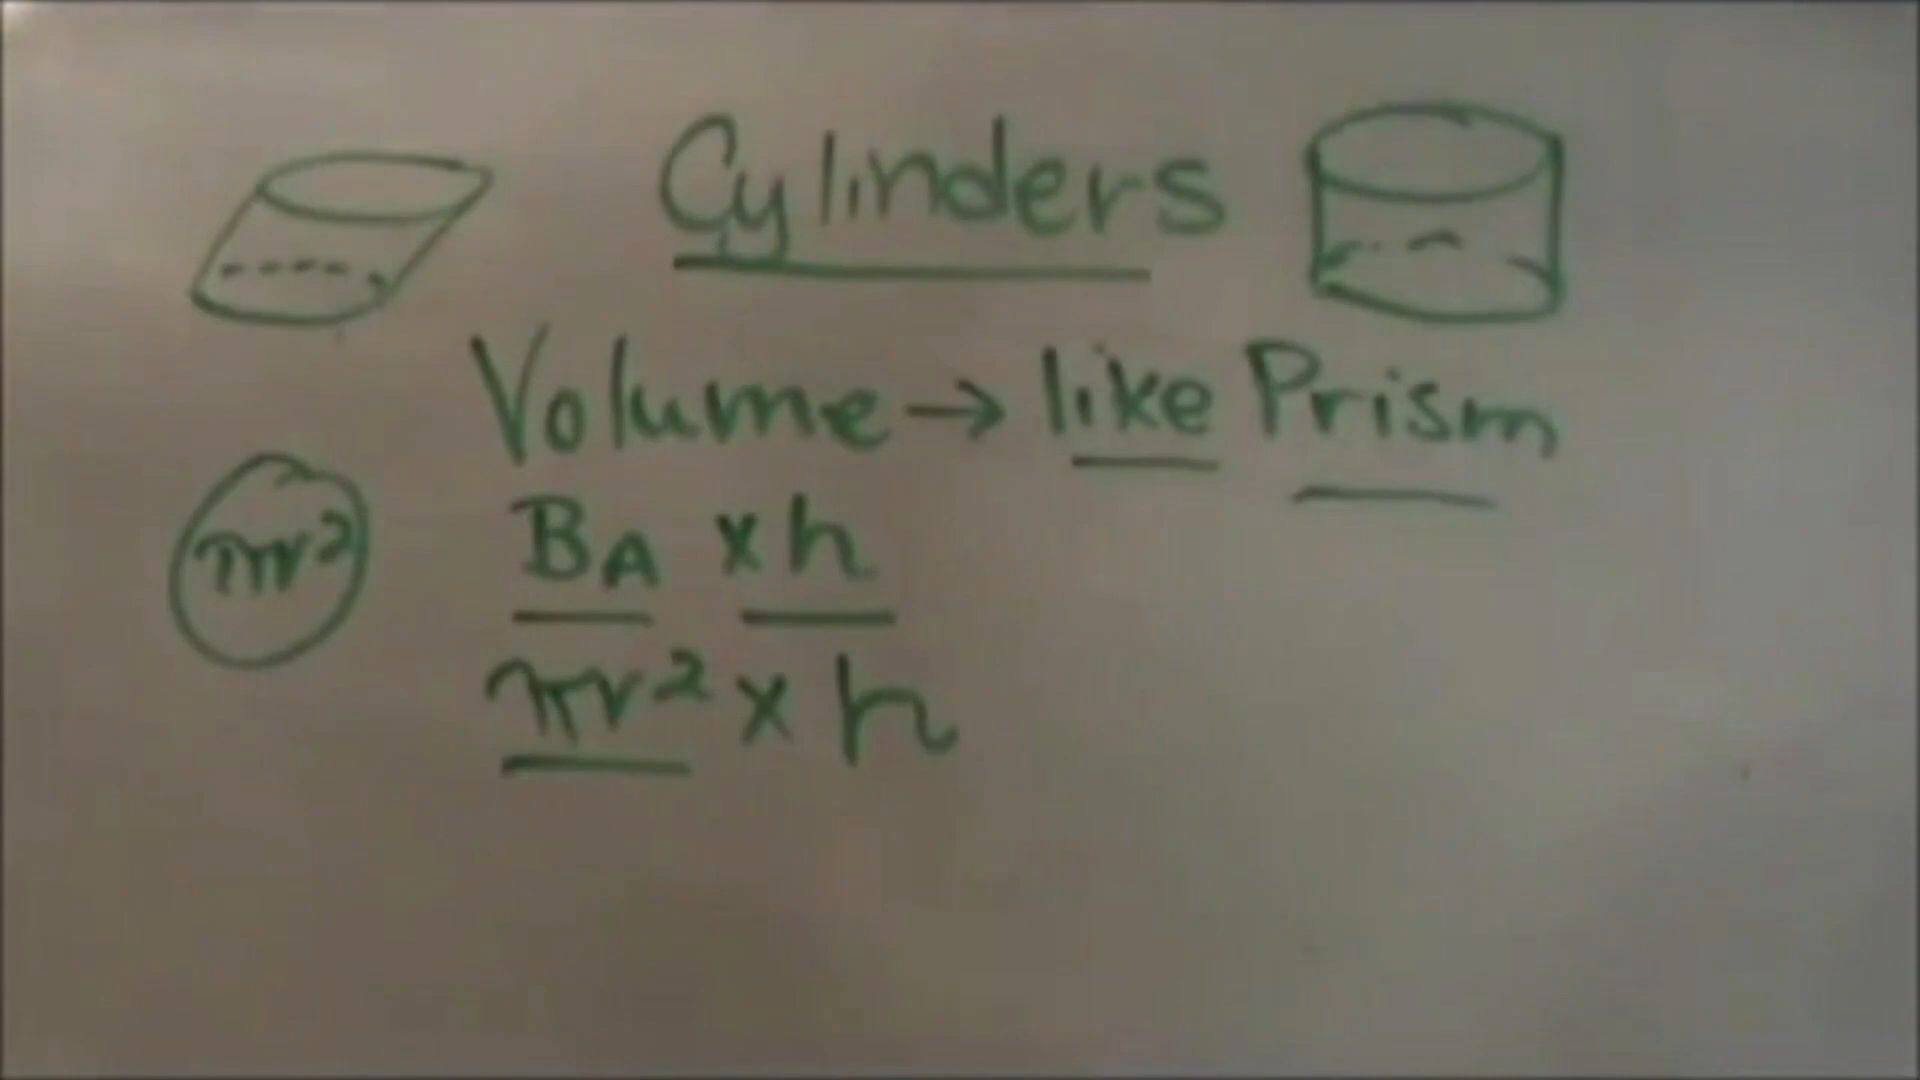 Cylinders
Volume → like Prism
πr²
BA x h
πr² x h